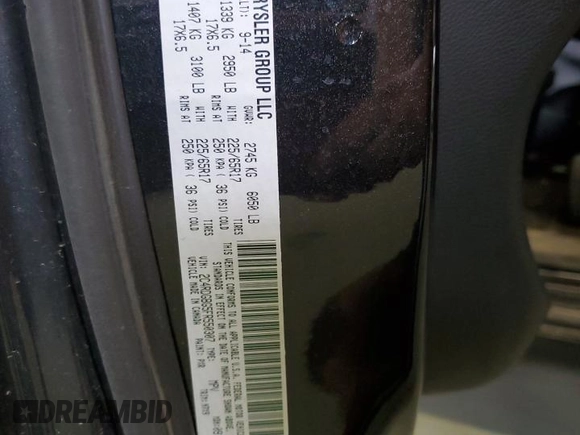 RYSLER GROUP LLC
LT): 9-14
GVWR: 2745 KG 6050 LB
1339 KG 2950 LB WITH 225/65R17 TIRES
17X6.5 RIMS AT 250 KPA ( 36 PSI) COLD
1407 KG 3100 LB WITH 225/65R17 TIRES
17X6.5 RIMS AT 250 KPA ( 36 PSI) COLD
THIS VEHICLE CONFORMS TO ALL APPLICABLE U.S.A. FEDERAL MOTOR VEHICLE
STANDARDS IN EFFECT ON THE DATE OF MANUFACTURE SHOWN ABOVE.
VIN: TYPE: MPV
VEHICLE MADE IN CANADA PAINT:
DREAMBID